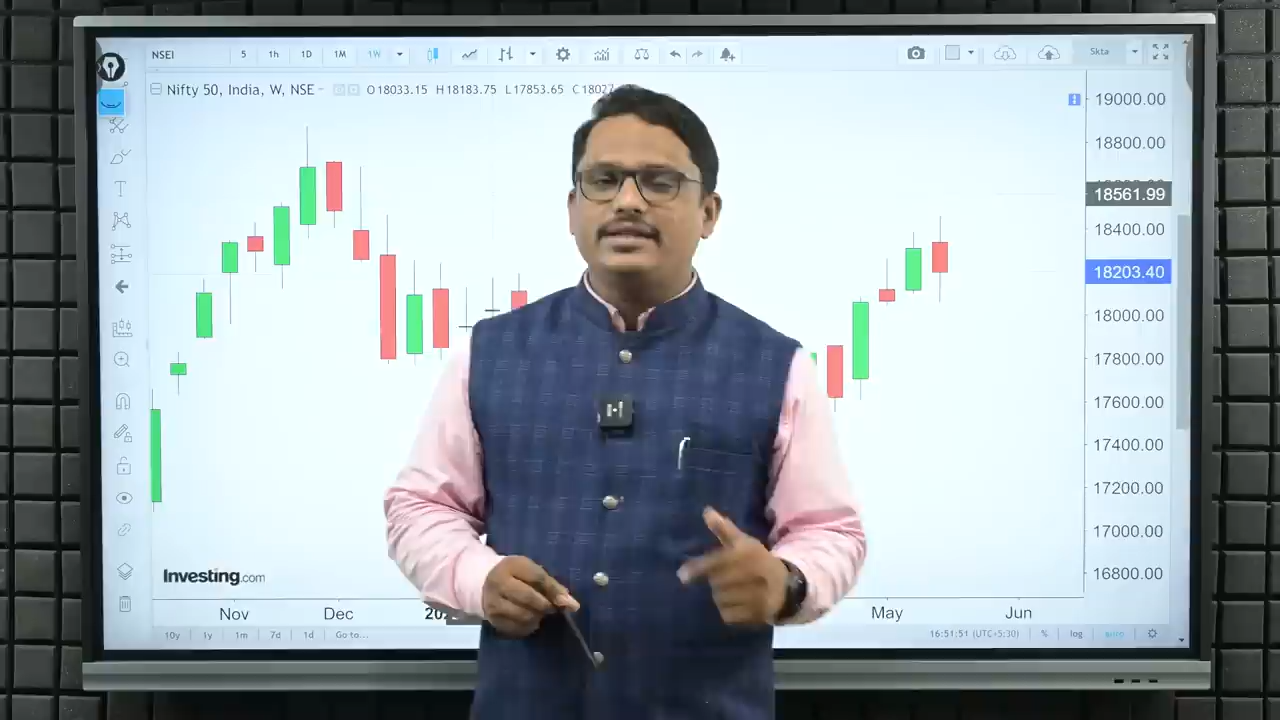 NSEI 5 1h 1D 1M 1W Skta
Nifty 50, India, W, NSE O18033.15 H18183.75 L17853.65 C18027
19000.00
18800.00
18561.99
18400.00
18203.40
18000.00
17800.00
17600.00
17400.00
17200.00
17000.00
16800.00
T
H
Investing.com
Nov Dec May Jun
10y 1y 1m 7d 1d Go to... 16:51:51 (UTC+5:30) % log auto